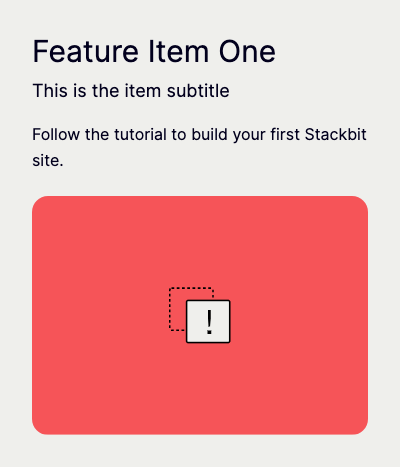 Feature Item One
This is the item subtitle
Follow the tutorial to build your first Stackbit
site.
!